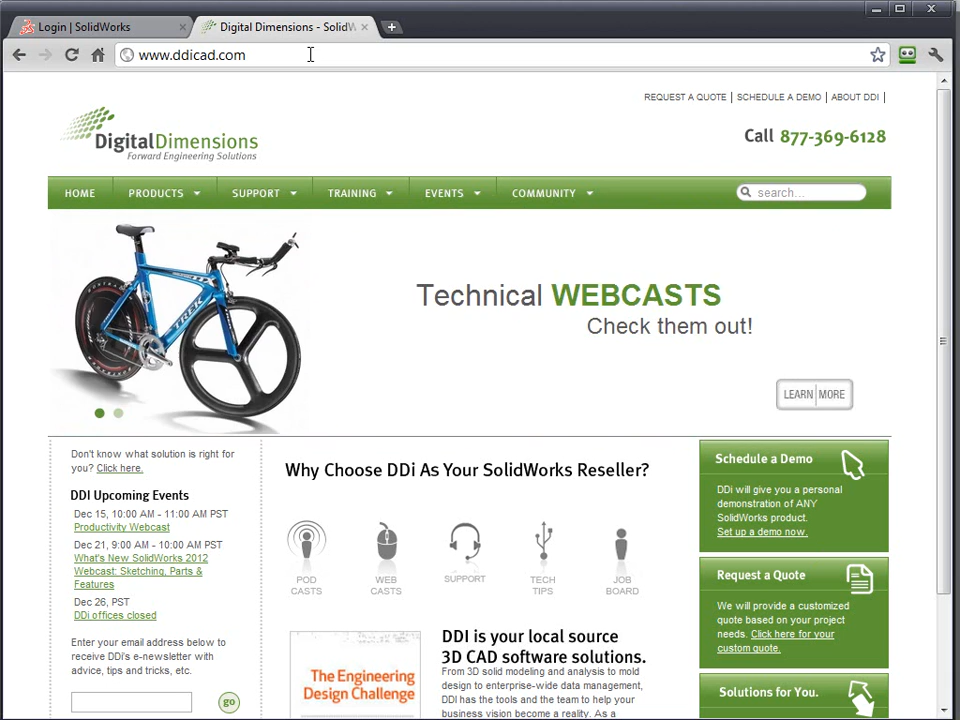 Login | SolidWorks
Digital Dimensions - SolidW
www.ddicad.com
REQUEST A QUOTE | SCHEDULE A DEMO | ABOUT DDI |
DigitalDimensions
Forward Engineering Solutions
Call 877-369-6128
HOME PRODUCTS SUPPORT TRAINING EVENTS COMMUNITY
search...
TREK
Technical WEBCASTS
Check them out!
LEARN MORE
Don't know what solution is right for
you? Click here.
DDI Upcoming Events
Dec 15, 10:00 AM - 11:00 AM PST
Productivity Webcast
Dec 21, 9:00 AM - 10:00 AM PST
What's New SolidWorks 2012
Webcast: Sketching, Parts &
Features
Dec 26, PST
DDi offices closed
Enter your email address below to
receive DDi's e-newsletter with
advice, tips and tricks, etc.
go
Why Choose DDi As Your SolidWorks Reseller?
POD
CASTS
WEB
CASTS
SUPPORT
TECH
TIPS
JOB
BOARD
The Engineering
Design Challenge
DDI is your local source
3D CAD software solutions.
From 3D solid modeling and analysis to mold
design to enterprise-wide data management,
DDI has the tools and the team to help your
business vision become a reality. As a
Schedule a Demo
DDi will give you a personal
demonstration of ANY
SolidWorks product.
Set up a demo now.
Request a Quote
We will provide a customized
quote based on your project
needs. Click here for your
custom quote.
Solutions for You.